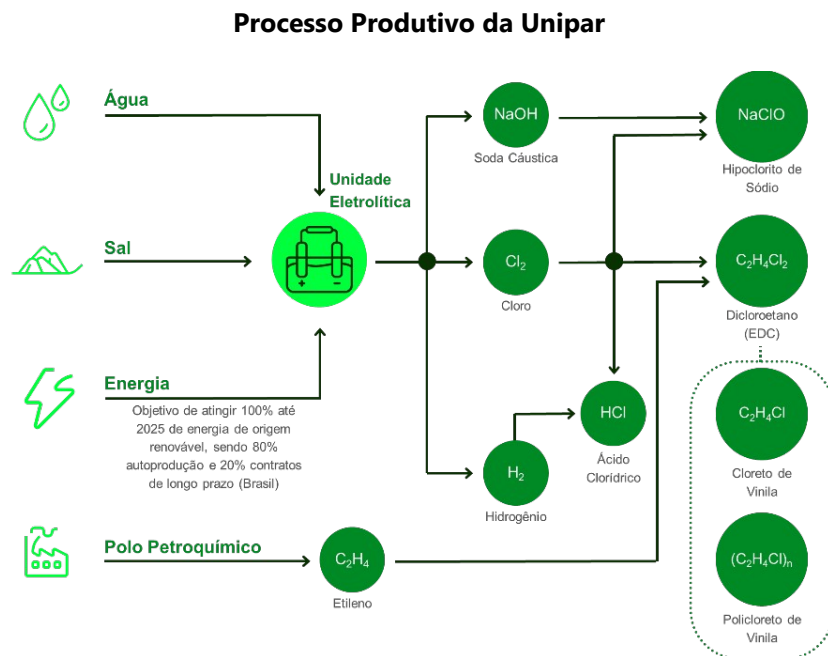 Processo Produtivo da Unipar
Água
NaOH
Soda Cáustica
NaClO
Hipoclorito de
Sódio
Unidade
Eletrolítica
Sal
+ −
Cl₂
Cloro
C₂H₄Cl₂
Dicloroetano
(EDC)
Energia
Objetivo de atingir 100% até
2025 de energia de origem
renovável, sendo 80%
autoprodução e 20% contratos
de longo prazo (Brasil)
HCl
Ácido
Clorídrico
H₂
Hidrogênio
C₂H₄Cl
Cloreto de
Vinila
Polo Petroquímico
C₂H₄
Etileno
(C₂H₄Cl)ₙ
Policloreto de
Vinila